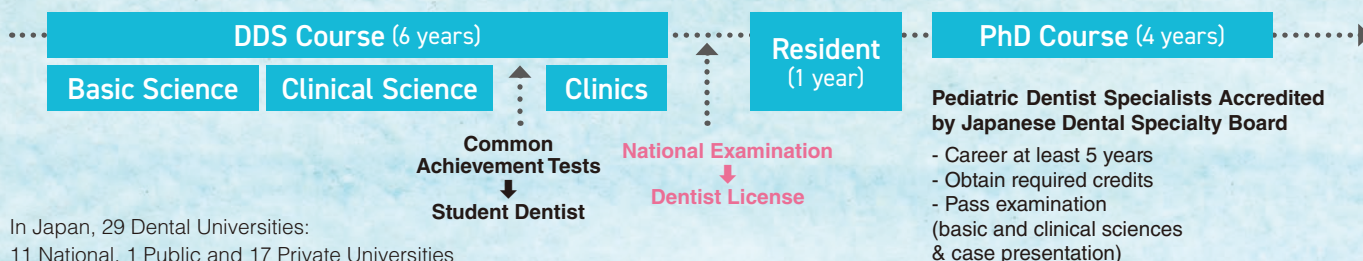 DDS Course (6 years)
Basic Science
Clinical Science
Clinics
Common
Achievement Tests
Student Dentist
National Examination
Dentist License
Resident
(1 year)
PhD Course (4 years)
Pediatric Dentist Specialists Accredited
by Japanese Dental Specialty Board
- Career at least 5 years
- Obtain required credits
- Pass examination
(basic and clinical sciences
& case presentation)
In Japan, 29 Dental Universities:
11 National, 1 Public and 17 Private Universities